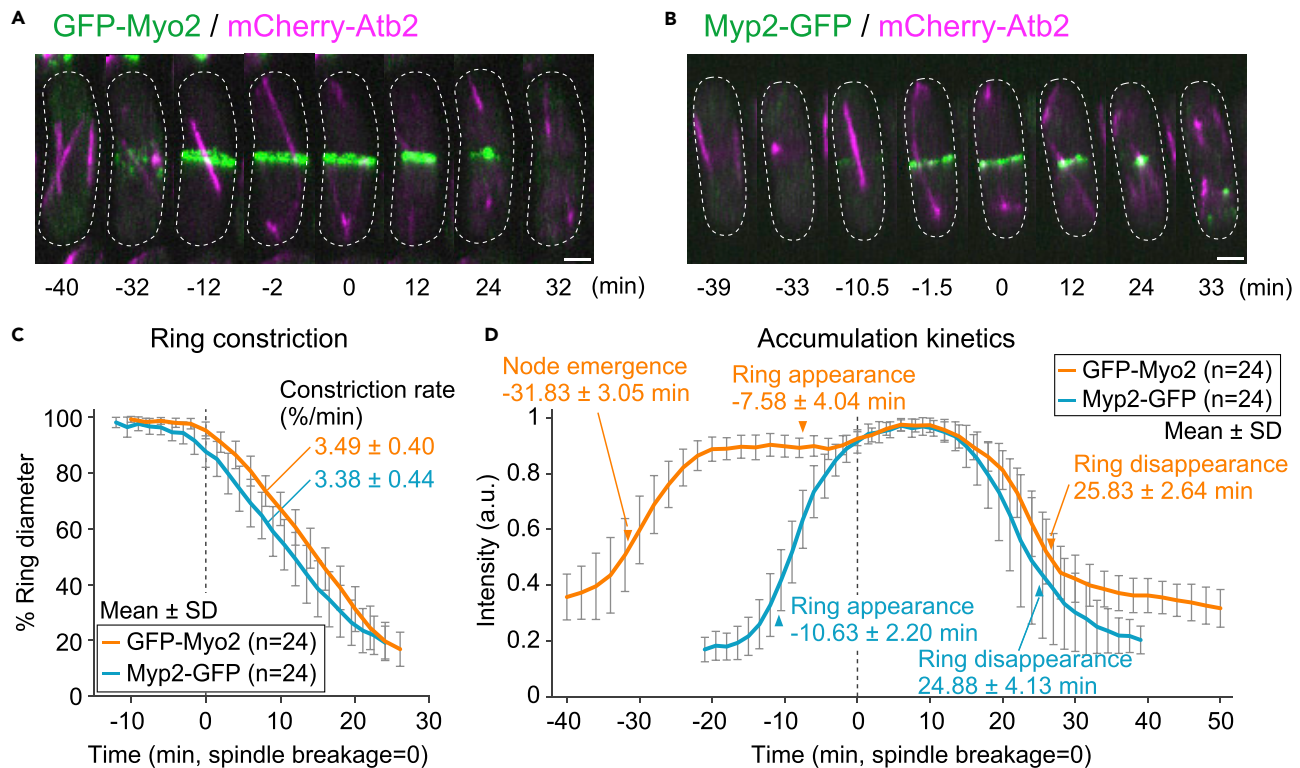 A
GFP-Myo2 / mCherry-Atb2
-40 -32 -12 -2 0 12 24 32 (min)
B
Myp2-GFP / mCherry-Atb2
-39 -33 -10.5 -1.5 0 12 24 33 (min)
C
Ring constriction
Constriction rate
(%/min)
3.49 ± 0.40
3.38 ± 0.44
% Ring diameter
100
80
60
40
20
0
Mean ± SD
GFP-Myo2 (n=24)
Myp2-GFP (n=24)
-10 0 10 20 30
Time (min, spindle breakage=0)
D
Accumulation kinetics
GFP-Myo2 (n=24)
Myp2-GFP (n=24)
Mean ± SD
Node emergence
-31.83 ± 3.05 min
Ring appearance
-7.58 ± 4.04 min
Ring disappearance
25.83 ± 2.64 min
Ring appearance
-10.63 ± 2.20 min
Ring disappearance
24.88 ± 4.13 min
Intensity (a.u.)
1
0.8
0.6
0.4
0.2
0
-40 -30 -20 -10 0 10 20 30 40 50
Time (min, spindle breakage=0)